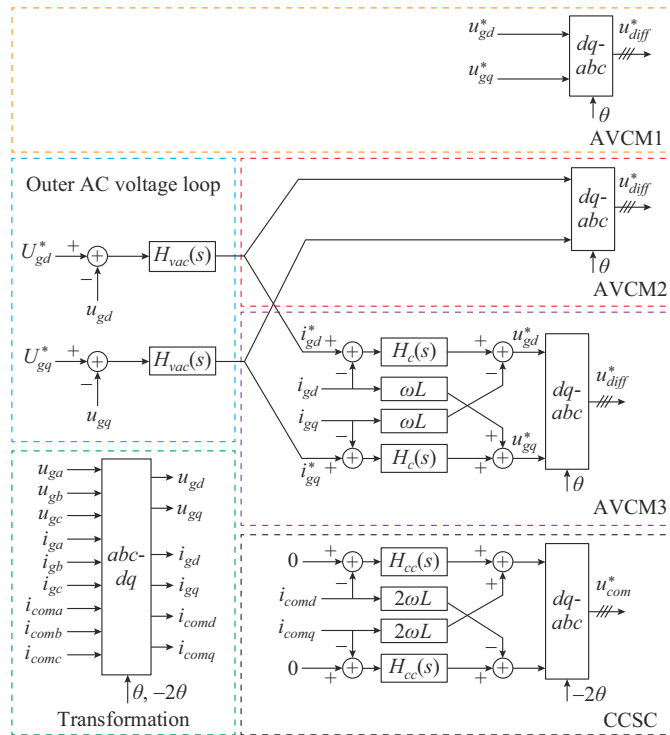 u*gd
u*gq
dq-
abc
u*diff
θ
AVCM1
Outer AC voltage loop
U*gd
+
−
ugd
Hvac(s)
U*gq
+
−
ugq
Hvac(s)
dq-
abc
u*diff
θ
AVCM2
i*gd
+
−
Hc(s)
+
−
u*gd
igd
ωL
igq
ωL
−
+
i*gq
+
Hc(s)
+
u*gq
dq-
abc
u*diff
θ
AVCM3
uga
ugb
ugc
iga
igb
igc
icoma
icomb
icomc
abc-
dq
ugd
ugq
igd
igq
icomd
icomq
θ, −2θ
Transformation
0
+
−
Hcc(s)
+
+
icomd
2ωL
icomq
2ωL
−
−
0
+
Hcc(s)
+
dq-
abc
u*com
−2θ
CCSC